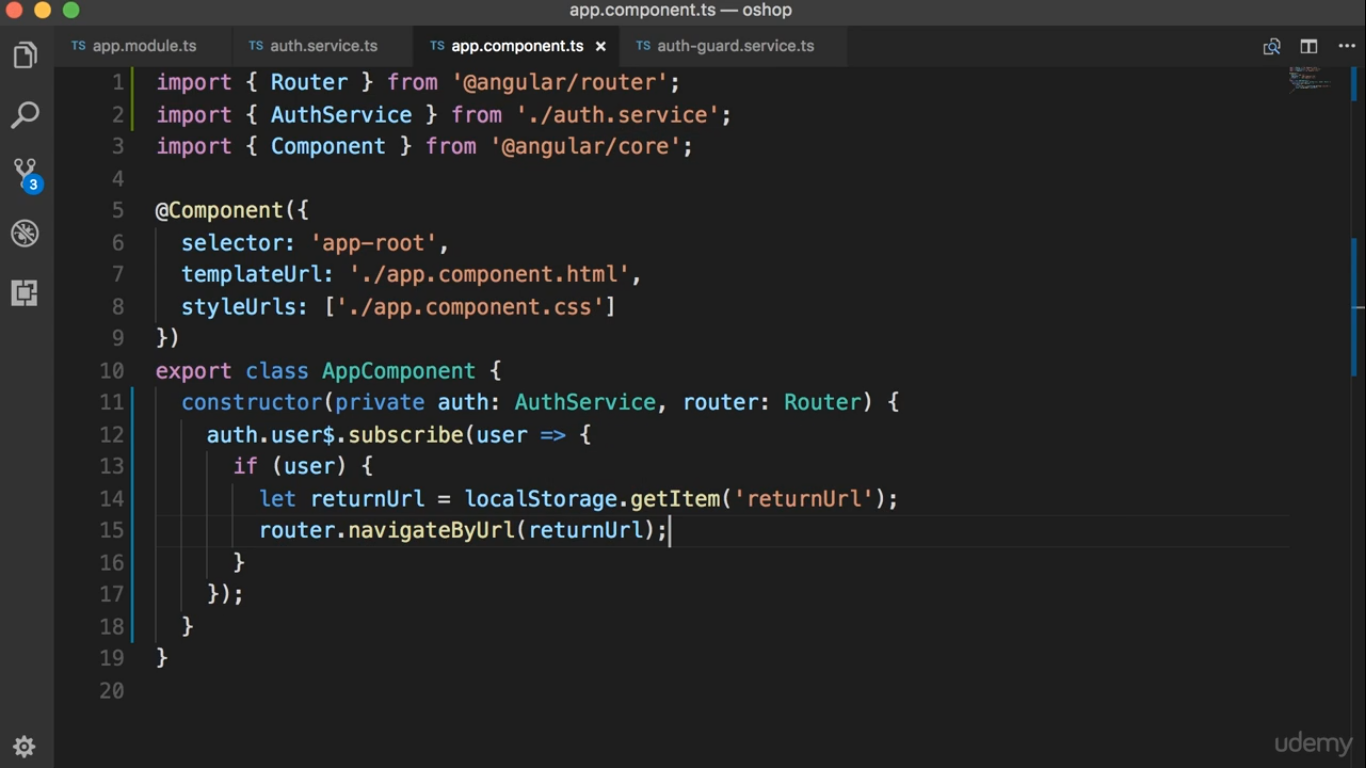 app.component.ts — oshop
TS app.module.ts TS auth.service.ts TS app.component.ts × TS auth-guard.service.ts
1 import { Router } from '@angular/router';
2 import { AuthService } from './auth.service';
3 import { Component } from '@angular/core';
4
5 @Component({
6 selector: 'app-root',
7 templateUrl: './app.component.html',
8 styleUrls: ['./app.component.css']
9 })
10 export class AppComponent {
11 constructor(private auth: AuthService, router: Router) {
12 auth.user$.subscribe(user => {
13 if (user) {
14 let returnUrl = localStorage.getItem('returnUrl');
15 router.navigateByUrl(returnUrl);
16 }
17 });
18 }
19 }
20
3
udemy